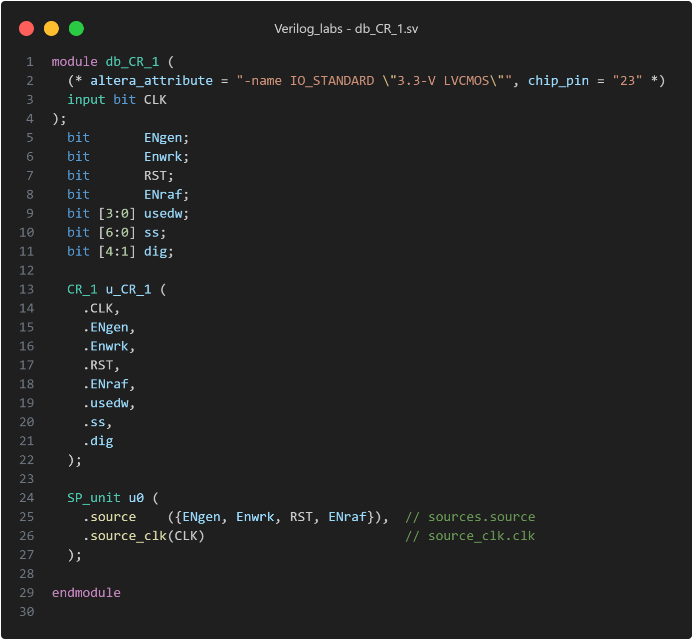 Verilog_labs - db_CR_1.sv
1 module db_CR_1 (
2   (* altera_attribute = "-name IO_STANDARD \"3.3-V LVCMOS\"", chip_pin = "23" *)
3   input bit CLK
4 );
5   bit       ENgen;
6   bit       Enwrk;
7   bit       RST;
8   bit       ENraf;
9   bit [3:0] usedw;
10   bit [6:0] ss;
11   bit [4:1] dig;
12
13   CR_1 u_CR_1 (
14     .CLK,
15     .ENgen,
16     .Enwrk,
17     .RST,
18     .ENraf,
19     .usedw,
20     .ss,
21     .dig
22   );
23
24   SP_unit u0 (
25     .source    ({ENgen, Enwrk, RST, ENraf}),  // sources.source
26     .source_clk(CLK)                          // source_clk.clk
27   );
28
29 endmodule
30